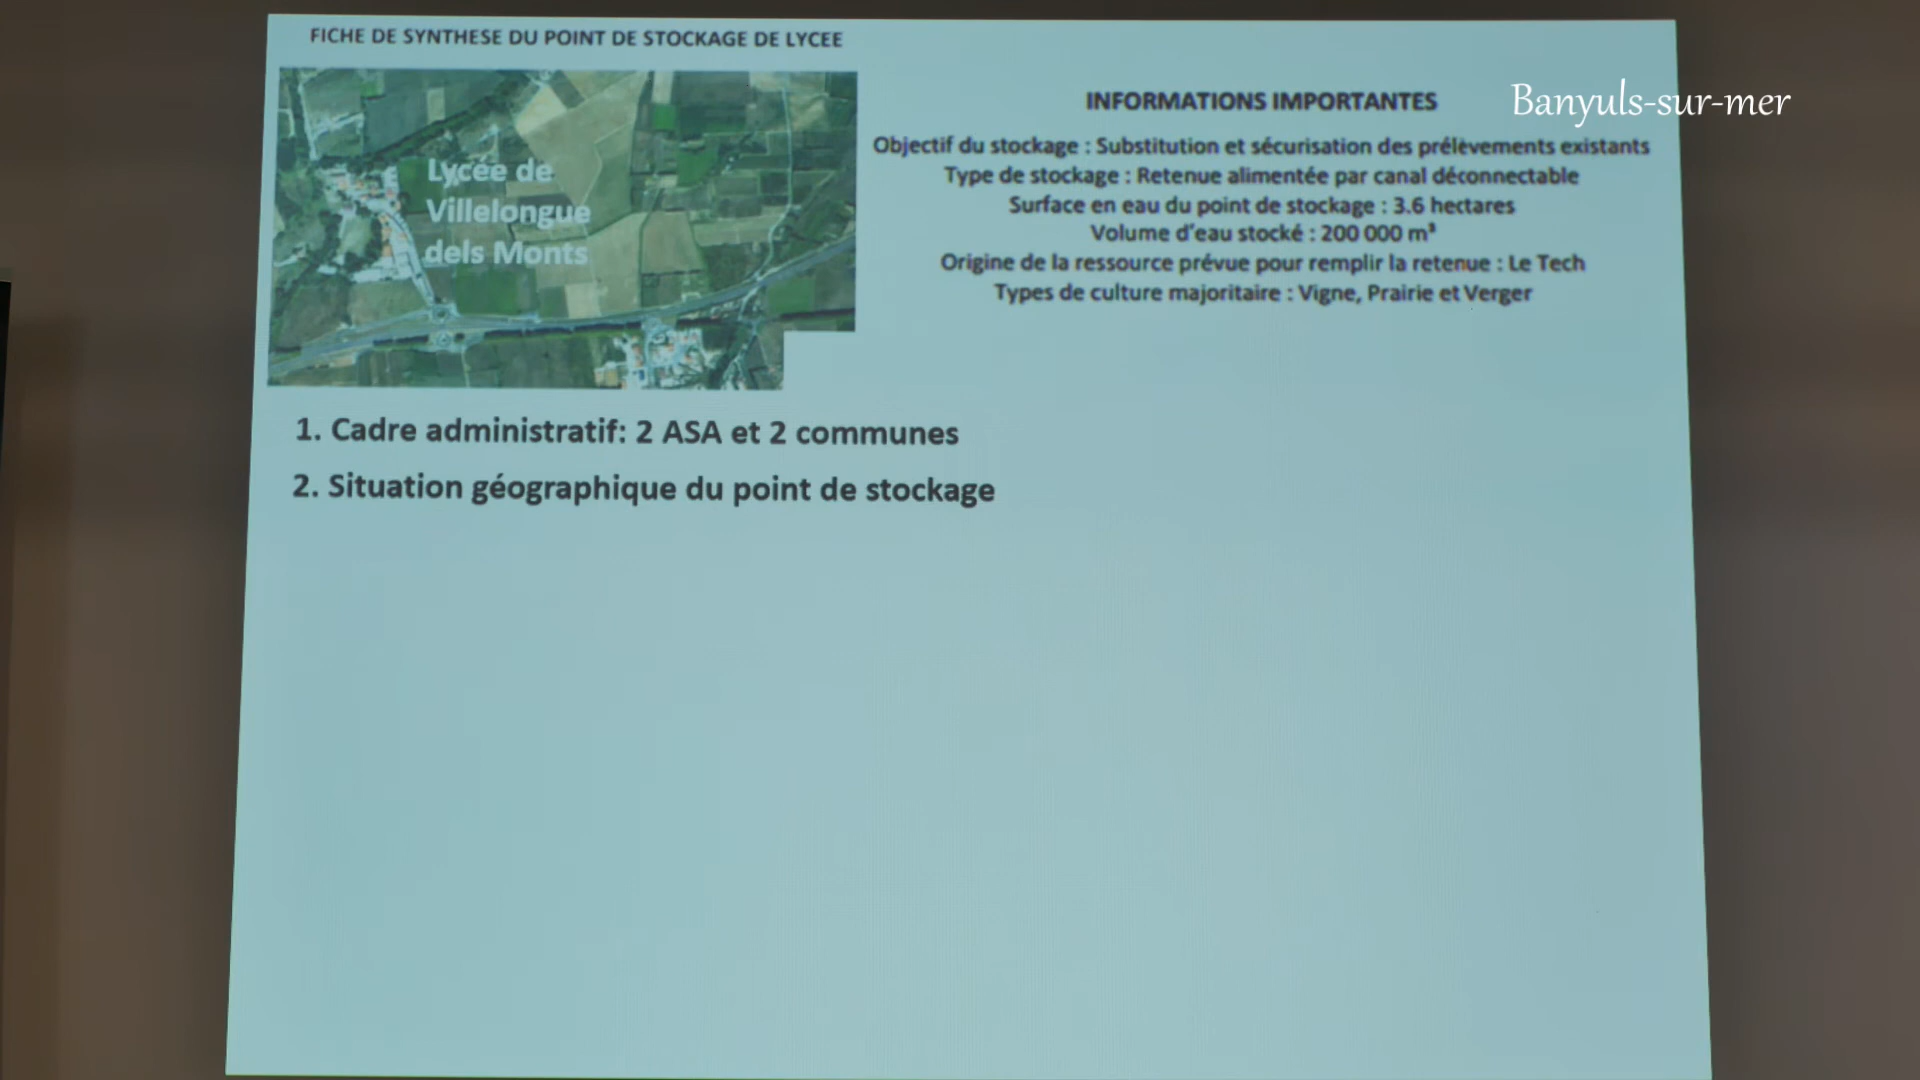 FICHE DE SYNTHESE DU POINT DE STOCKAGE DE LYCEE
Lycée de
Villelongue
dels Monts
INFORMATIONS IMPORTANTES
Banyuls-sur-mer
Objectif du stockage : Substitution et sécurisation des prélèvements existants
Type de stockage : Retenue alimentée par canal déconnectable
Surface en eau du point de stockage : 3.6 hectares
Volume d'eau stocké : 200 000 m³
Origine de la ressource prévue pour remplir la retenue : Le Tech
Types de culture majoritaire : Vigne, Prairie et Verger
1. Cadre administratif: 2 ASA et 2 communes
2. Situation géographique du point de stockage